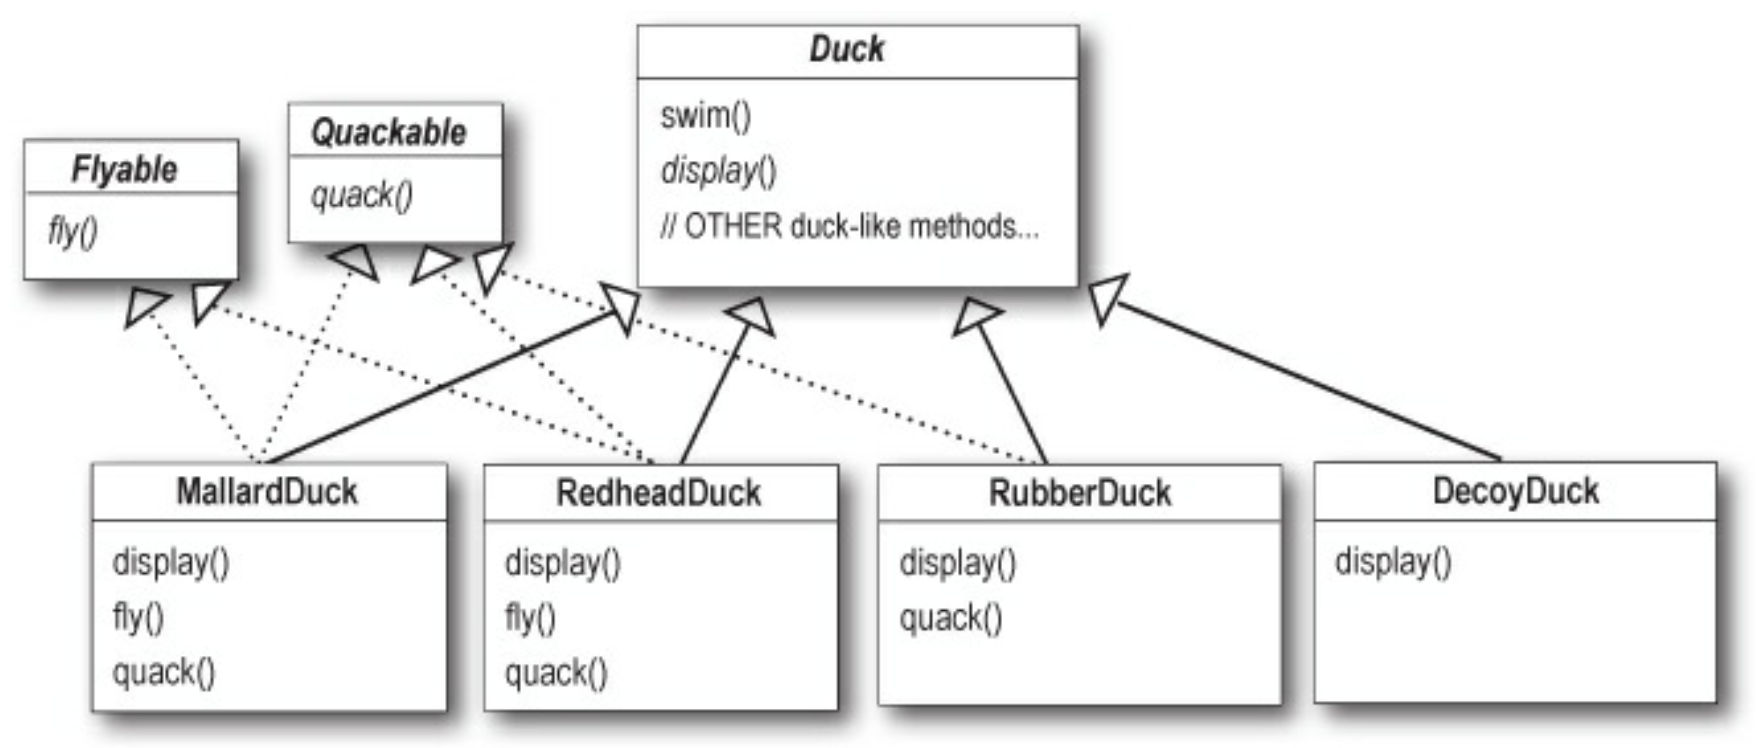 Duck
swim()
display()
// OTHER duck-like methods...
Quackable
quack()
Flyable
fly()
MallardDuck
display()
fly()
quack()
RedheadDuck
display()
fly()
quack()
RubberDuck
display()
quack()
DecoyDuck
display()